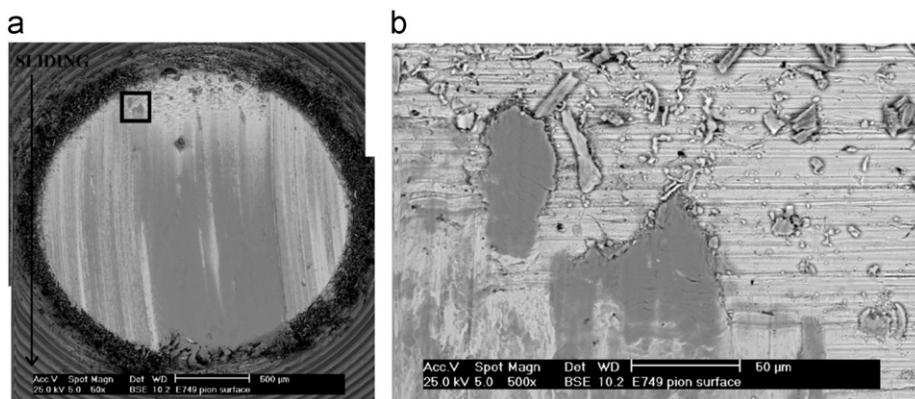 a
b
SLIDING
Acc.V Spot Magn Det WD 500 µm
25.0 kV 5.0 50x BSE 10.2 E749 pion surface
Acc.V Spot Magn Det WD 50 µm
25.0 kV 5.0 500x BSE 10.2 E749 pion surface